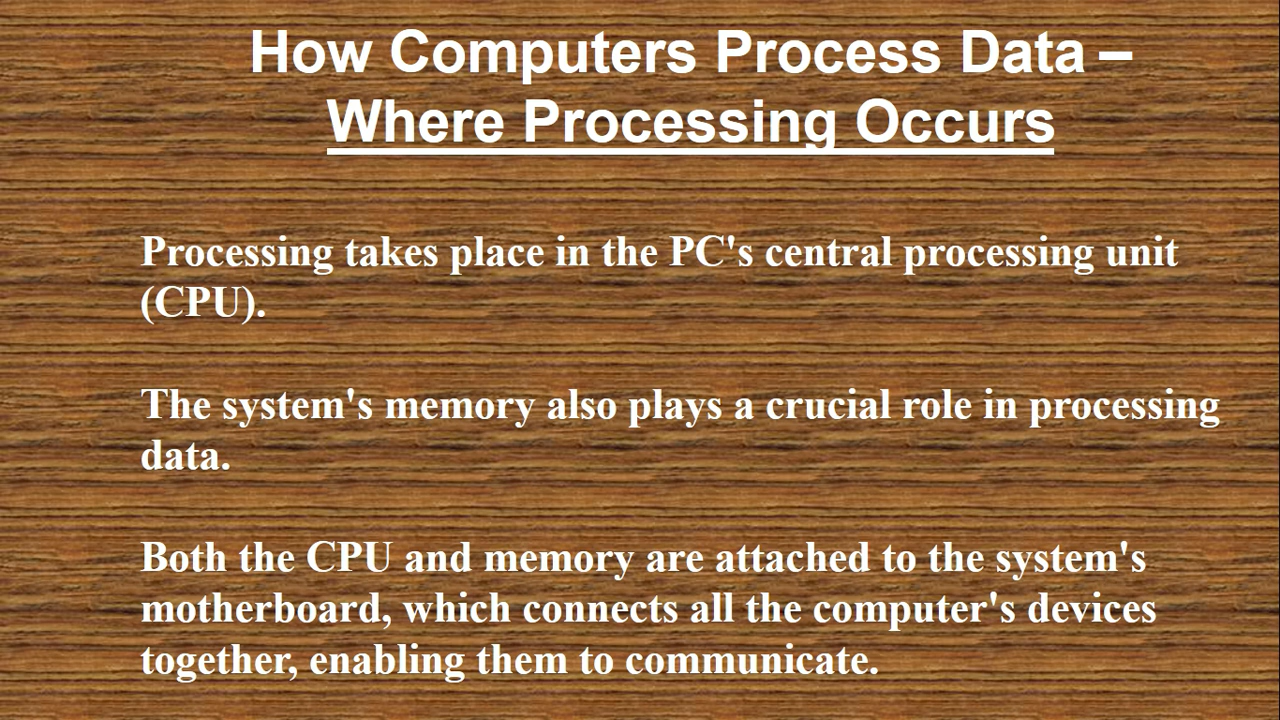 How Computers Process Data –
Where Processing Occurs
Processing takes place in the PC's central processing unit
(CPU).
The system's memory also plays a crucial role in processing
data.
Both the CPU and memory are attached to the system's
motherboard, which connects all the computer's devices
together, enabling them to communicate.